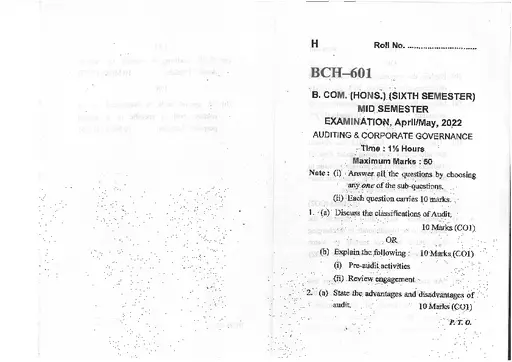 H Roll No. ..............................
BCH–601
B. COM. (HONS.) (SIXTH SEMESTER)
MID SEMESTER
EXAMINATION, April/May, 2022
AUDITING & CORPORATE GOVERNANCE
Time : 1½ Hours
Maximum Marks : 50
Note : (i) Answer all the questions by choosing
any one of the sub-questions.
(ii) Each question carries 10 marks.
1. (a) Discuss the classifications of Audit.
10 Marks (CO1)
OR
(b) Explain the following : 10 Marks (CO1)
(i) Pre-audit activities
(ii) Review engagement
2. (a) State the advantages and disadvantages of
audit. 10 Marks (CO1)
P. T. O.